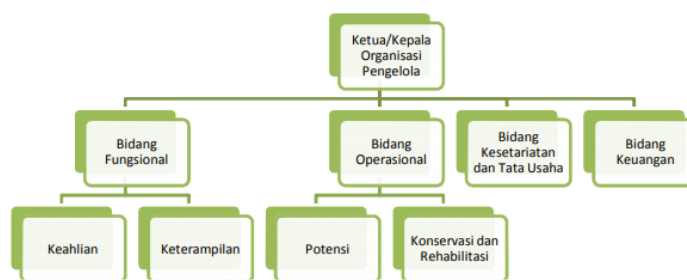 Ketua/Kepala
Organisasi
Pengelola
Bidang
Fungsional
Bidang
Operasional
Bidang
Kesetariatan
dan Tata Usaha
Bidang
Keuangan
Keahlian
Keterampilan
Potensi
Konservasi dan
Rehabilitasi